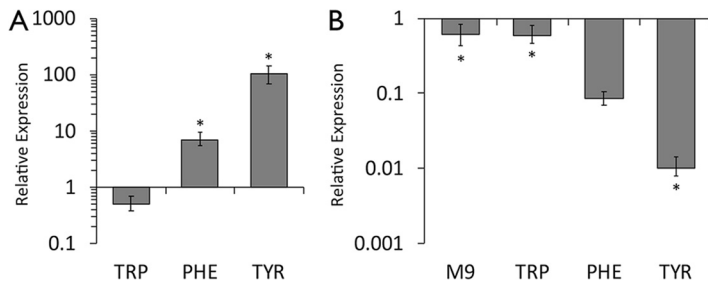 A
Relative Expression
1000
100
10
1
0.1
*
*
TRP PHE TYR
B
Relative Expression
1
0.1
0.01
0.001
*
*
*
M9 TRP PHE TYR